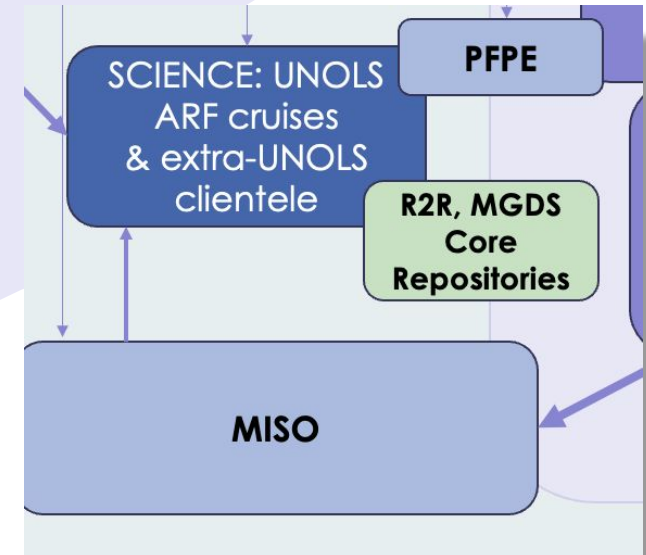 SCIENCE: UNOLS
ARF cruises
& extra-UNOLS
clientele
PFPE
R2R, MGDS
Core
Repositories
MISO